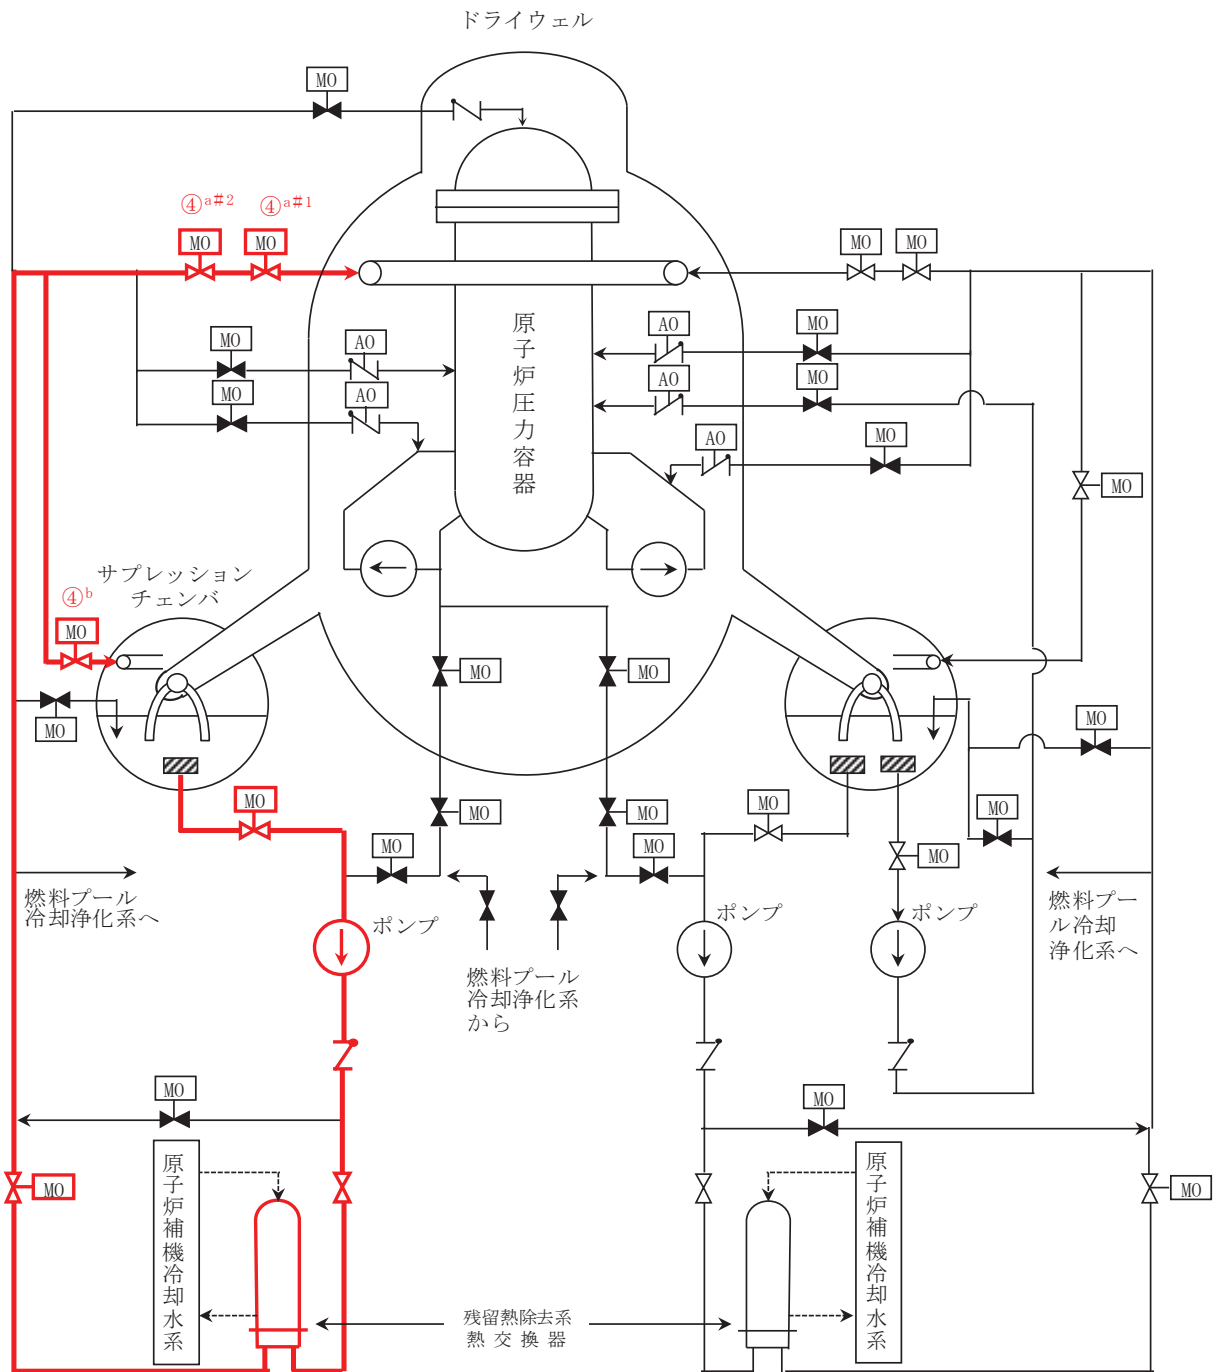 ドライウェル
MO
④a#2
④a#1
MO
MO
MO
MO
原子炉圧力容器
MO
AO
MO
AO
AO
MO
AO
MO
AO
MO
MO
サプレッション
チェンバ
④b
MO
MO
MO
MO
MO
MO
MO
MO
MO
MO
MO
MO
MO
MO
燃料プール
冷却浄化系へ
ポンプ
ポンプ
ポンプ
燃料プー
ル冷却
浄化系へ
燃料プール
冷却浄化系
から
MO
MO
原子炉補機冷却水系
原子炉補機冷却水系
MO
MO
残留熱除去系
熱交換器